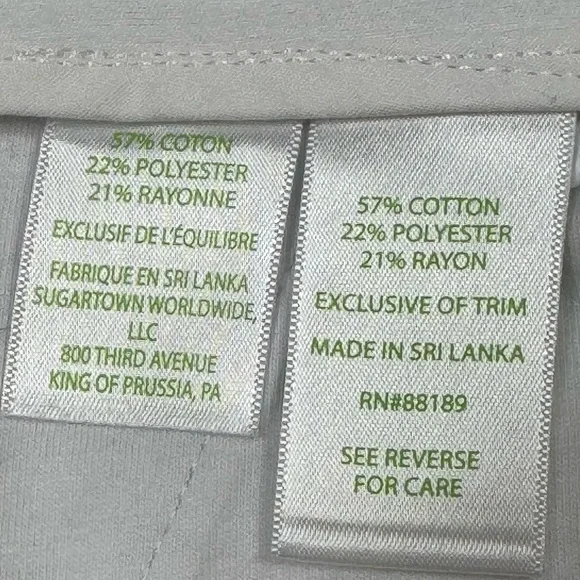 57% COTON
22% POLYESTER
21% RAYONNE
EXCLUSIF DE L'ÉQUILIBRE
FABRIQUE EN SRI LANKA
SUGARTOWN WORLDWIDE,
LLC
800 THIRD AVENUE
KING OF PRUSSIA, PA
57% COTTON
22% POLYESTER
21% RAYON
EXCLUSIVE OF TRIM
MADE IN SRI LANKA
RN#88189
SEE REVERSE
FOR CARE